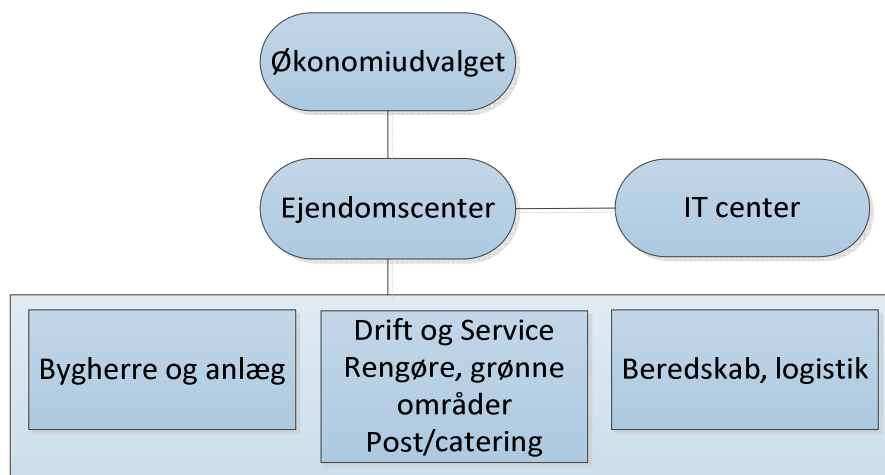 Økonomiudvalget
Ejendomscenter
IT center
Bygherre og anlæg
Drift og Service
Rengøre, grønne
områder
Post/catering
Beredskab, logistik